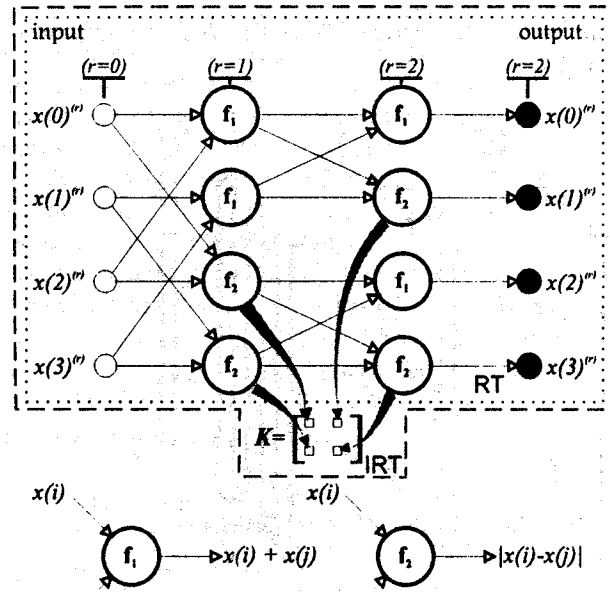 input output
(r=0) (r=1) (r=2) (r=2)
x(0)⁽ʳ⁾ f₁ f₁ x(0)⁽ʳ⁾
x(1)⁽ʳ⁾ f₁ f₂ x(1)⁽ʳ⁾
x(2)⁽ʳ⁾ f₂ f₁ x(2)⁽ʳ⁾
x(3)⁽ʳ⁾ f₂ f₂ x(3)⁽ʳ⁾
RT
K=
IRT
x(i) x(i)
f₁ x(i) + x(j) f₂ |x(i)-x(j)|